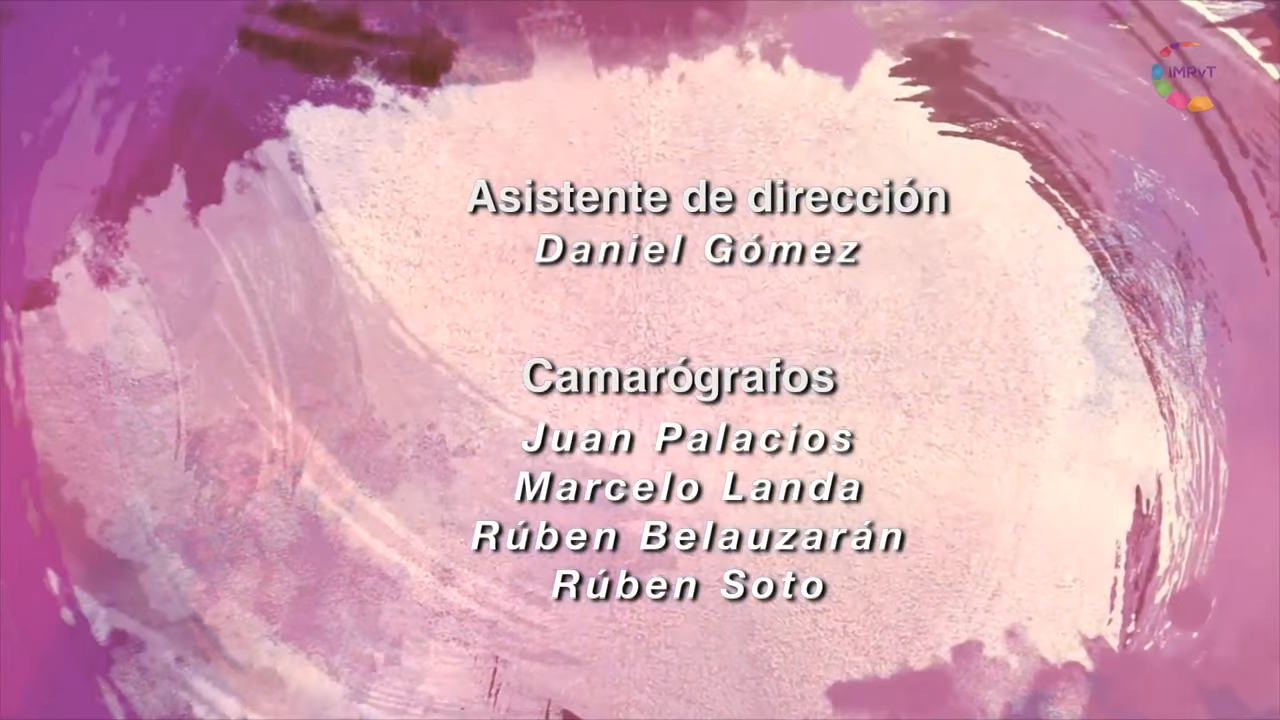 iMRyT
Asistente de dirección
Daniel Gómez
Camarógrafos
Juan Palacios
Marcelo Landa
Rúben Belauzarán
Rúben Soto